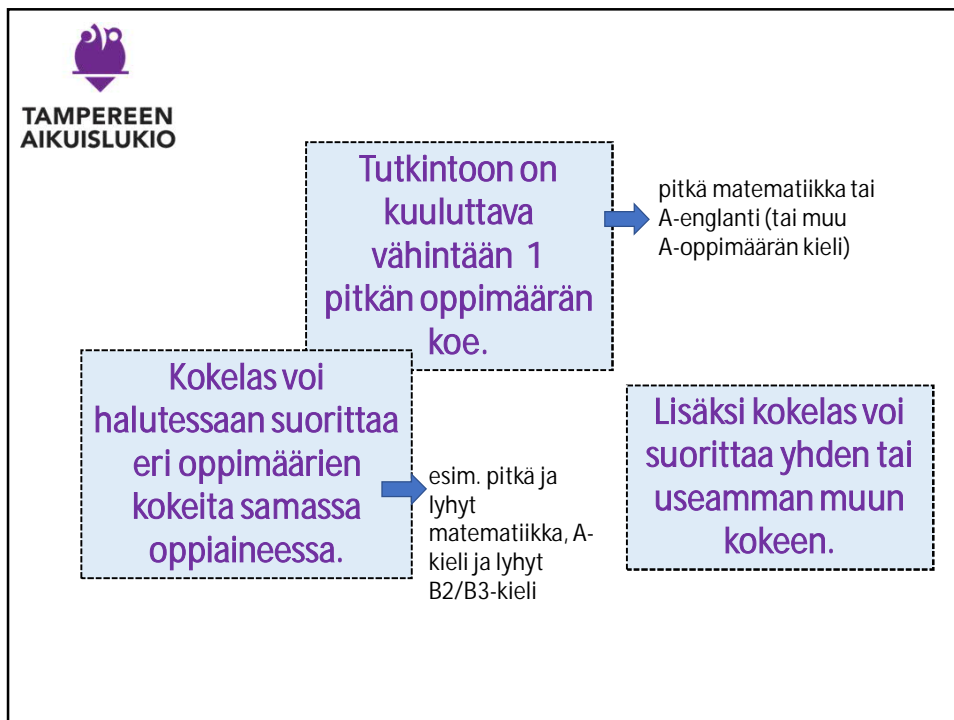 TAMPEREEN
AIKUISLUKIO
Tutkintoon on
kuuluttava
vähintään 1
pitkän oppimäärän
koe.
pitkä matematiikka tai
A-englanti (tai muu
A-oppimäärän kieli)
Kokelas voi
halutessaan suorittaa
eri oppimäärien
kokeita samassa
oppiaineessa.
esim. pitkä ja
lyhyt
matematiikka, A-
kieli ja lyhyt
B2/B3-kieli
Lisäksi kokelas voi
suorittaa yhden tai
useamman muun
kokeen.